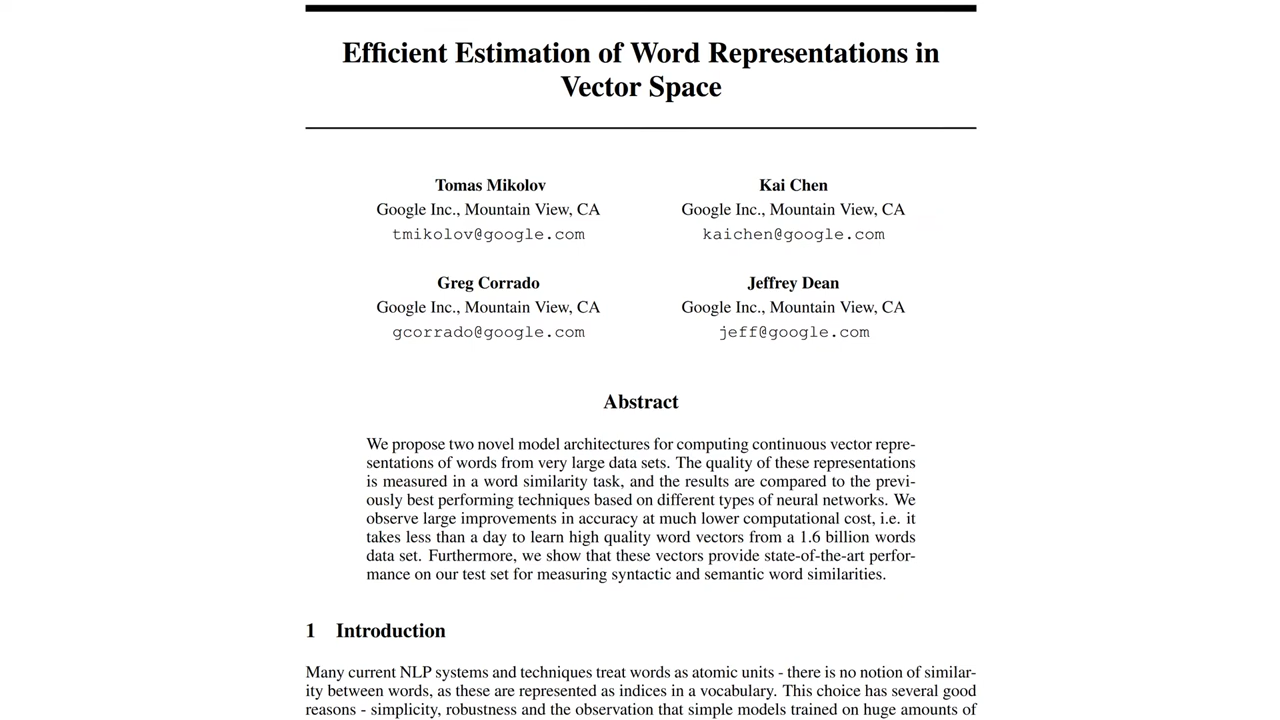 Efficient Estimation of Word Representations in
Vector Space
Tomas Mikolov
Google Inc., Mountain View, CA
tmikolov@google.com
Kai Chen
Google Inc., Mountain View, CA
kaichen@google.com
Greg Corrado
Google Inc., Mountain View, CA
gcorrado@google.com
Jeffrey Dean
Google Inc., Mountain View, CA
jeff@google.com
Abstract
We propose two novel model architectures for computing continuous vector repre-
sentations of words from very large data sets. The quality of these representations
is measured in a word similarity task, and the results are compared to the previ-
ously best performing techniques based on different types of neural networks. We
observe large improvements in accuracy at much lower computational cost, i.e. it
takes less than a day to learn high quality word vectors from a 1.6 billion words
data set. Furthermore, we show that these vectors provide state-of-the-art perfor-
mance on our test set for measuring syntactic and semantic word similarities.
1 Introduction
Many current NLP systems and techniques treat words as atomic units - there is no notion of similar-
ity between words, as these are represented as indices in a vocabulary. This choice has several good
reasons - simplicity, robustness and the observation that simple models trained on huge amounts of